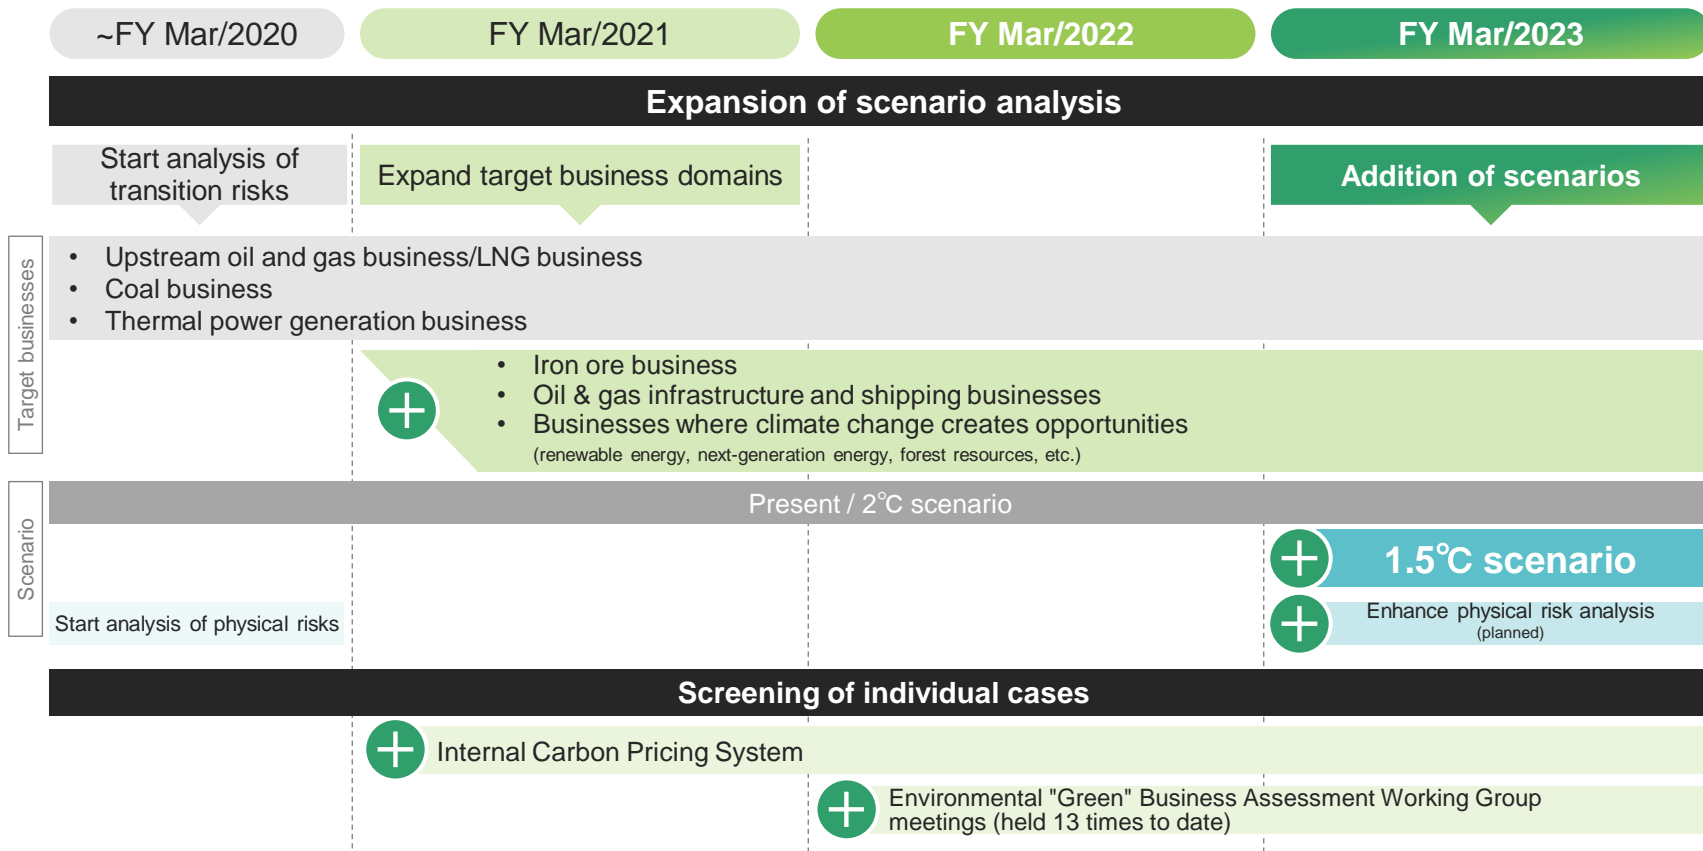 ~FY Mar/2020
FY Mar/2021
FY Mar/2022
FY Mar/2023
Expansion of scenario analysis
Start analysis of
transition risks
Expand target business domains
Addition of scenarios
Target businesses
• Upstream oil and gas business/LNG business
• Coal business
• Thermal power generation business
• Iron ore business
• Oil & gas infrastructure and shipping businesses
• Businesses where climate change creates opportunities
(renewable energy, next-generation energy, forest resources, etc.)
Scenario
Present / 2℃ scenario
1.5℃ scenario
Start analysis of physical risks
Enhance physical risk analysis
(planned)
Screening of individual cases
Internal Carbon Pricing System
Environmental "Green" Business Assessment Working Group
meetings (held 13 times to date)